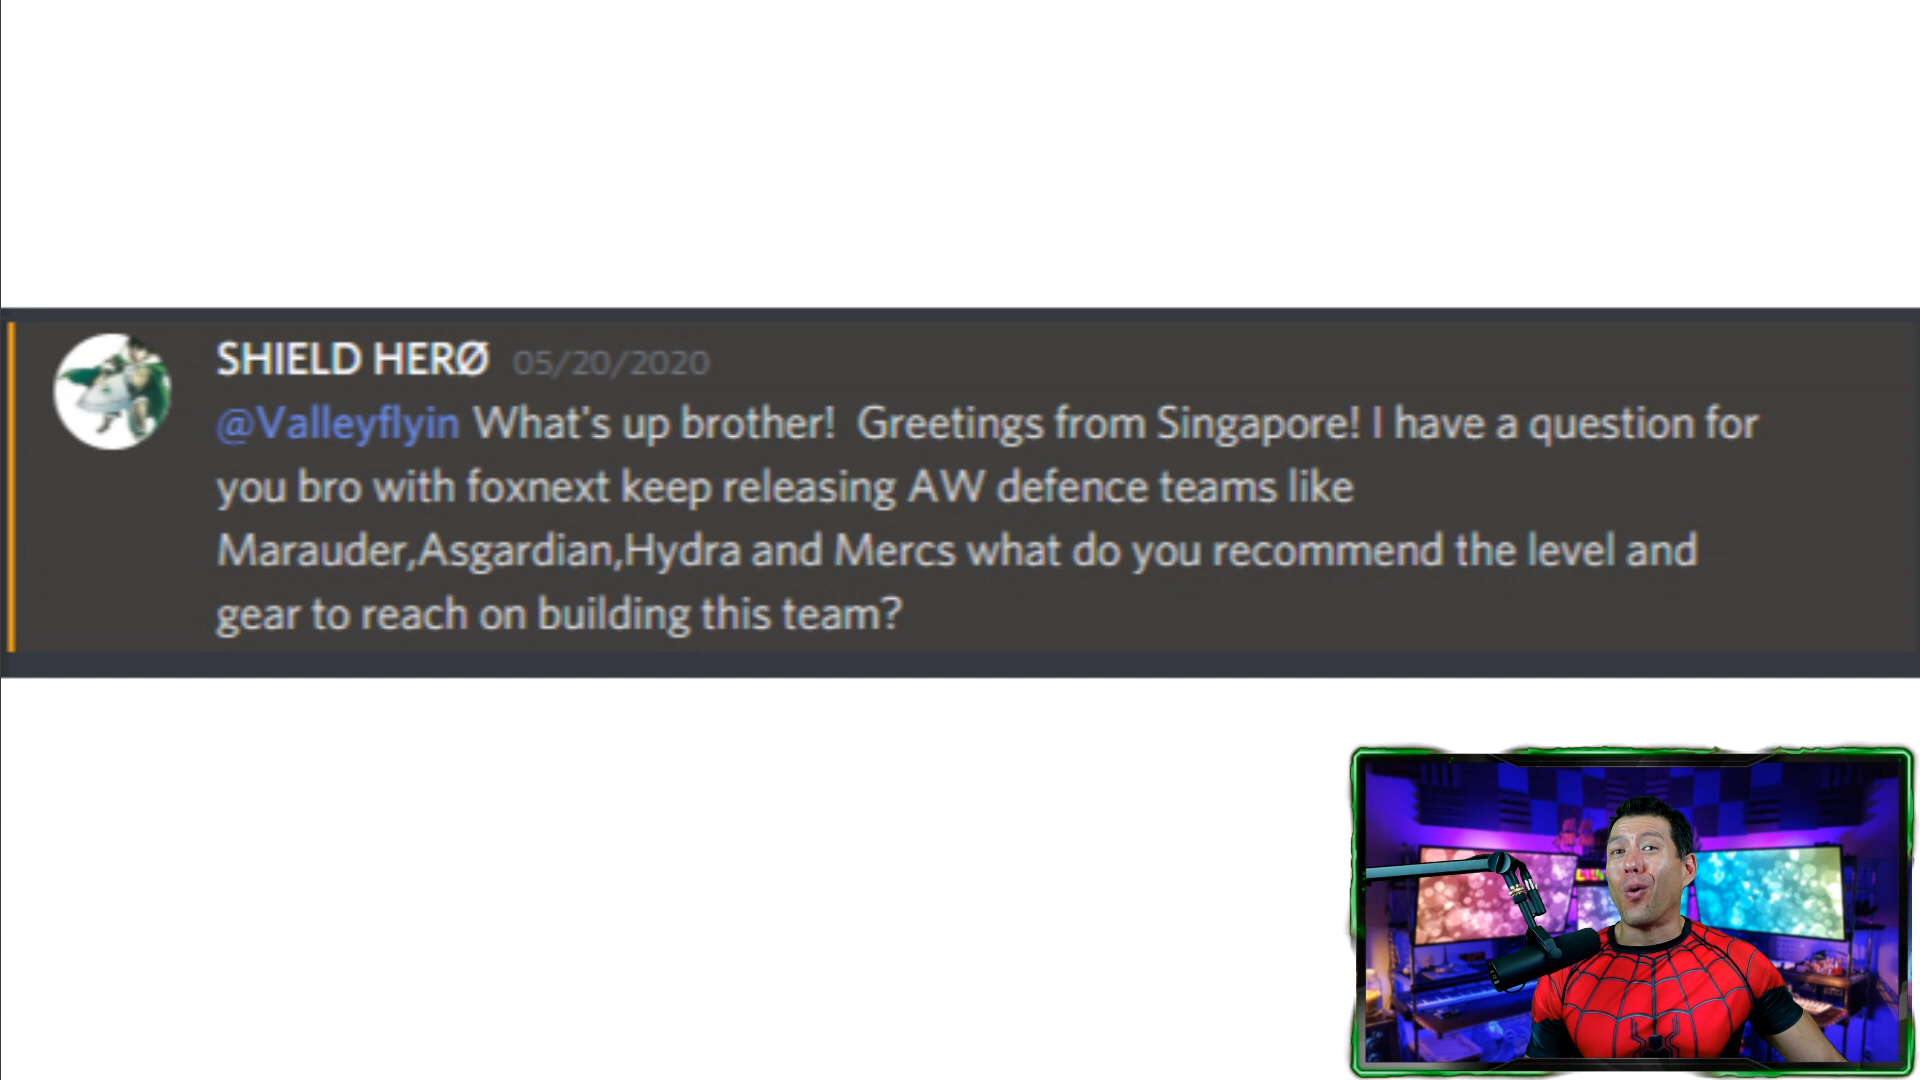 SHIELD HERØ 05/20/2020
@Valleyflyin What's up brother!  Greetings from Singapore! I have a question for
you bro with foxnext keep releasing AW defence teams like
Marauder,Asgardian,Hydra and Mercs what do you recommend the level and
gear to reach on building this team?